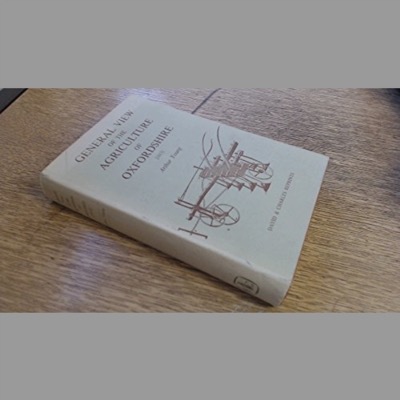 GENERAL VIEW
OF THE
AGRICULTURE
OF
OXFORDSHIRE
Arthur Young
DAVID & CHARLES REPRINTS